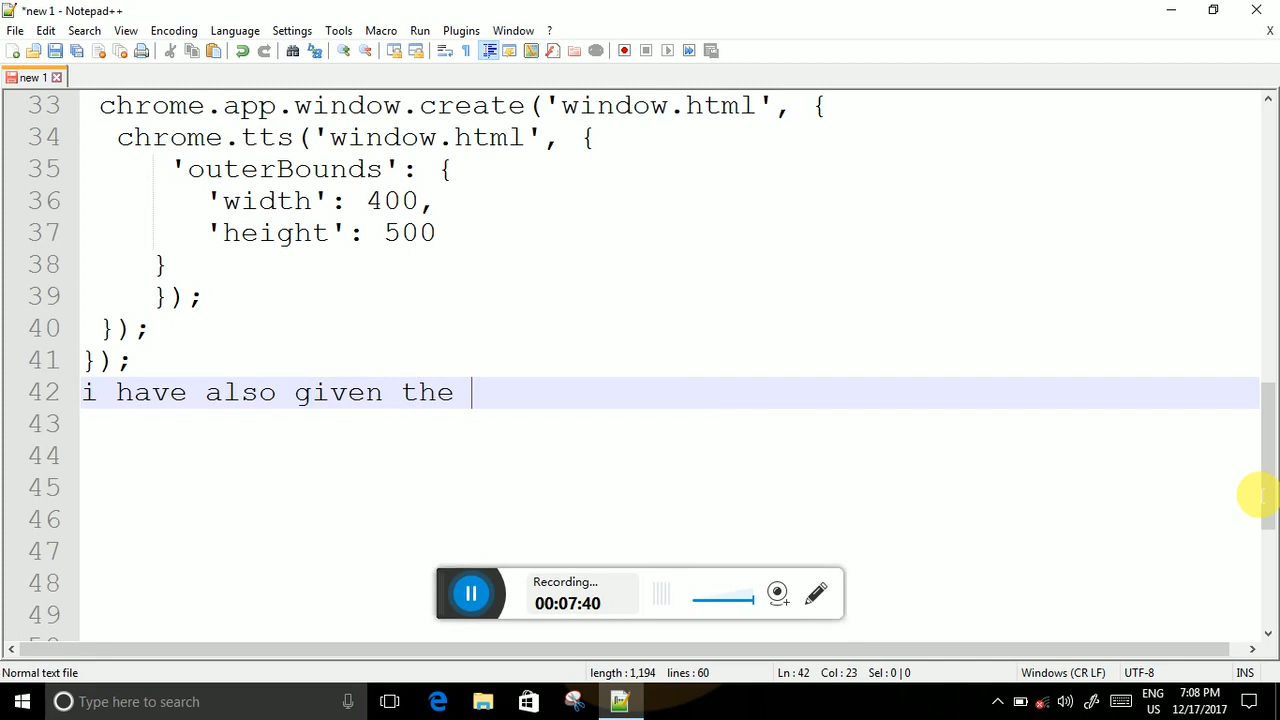 *new 1 - Notepad++
File Edit Search View Encoding Language Settings Tools Macro Run Plugins Window ? X
new 1
33 chrome.app.window.create('window.html', {
34 chrome.tts('window.html', {
35 'outerBounds': {
36 'width': 400,
37 'height': 500
38 }
39 });
40 });
41 });
42 i have also given the
43
44
45
46
47
48
49
Recording...
00:07:40
Normal text file length : 1,194 lines : 60 Ln : 42 Col : 23 Sel : 0 | 0 Windows (CR LF) UTF-8 INS
Type here to search
ENG
US
7:08 PM
12/17/2017